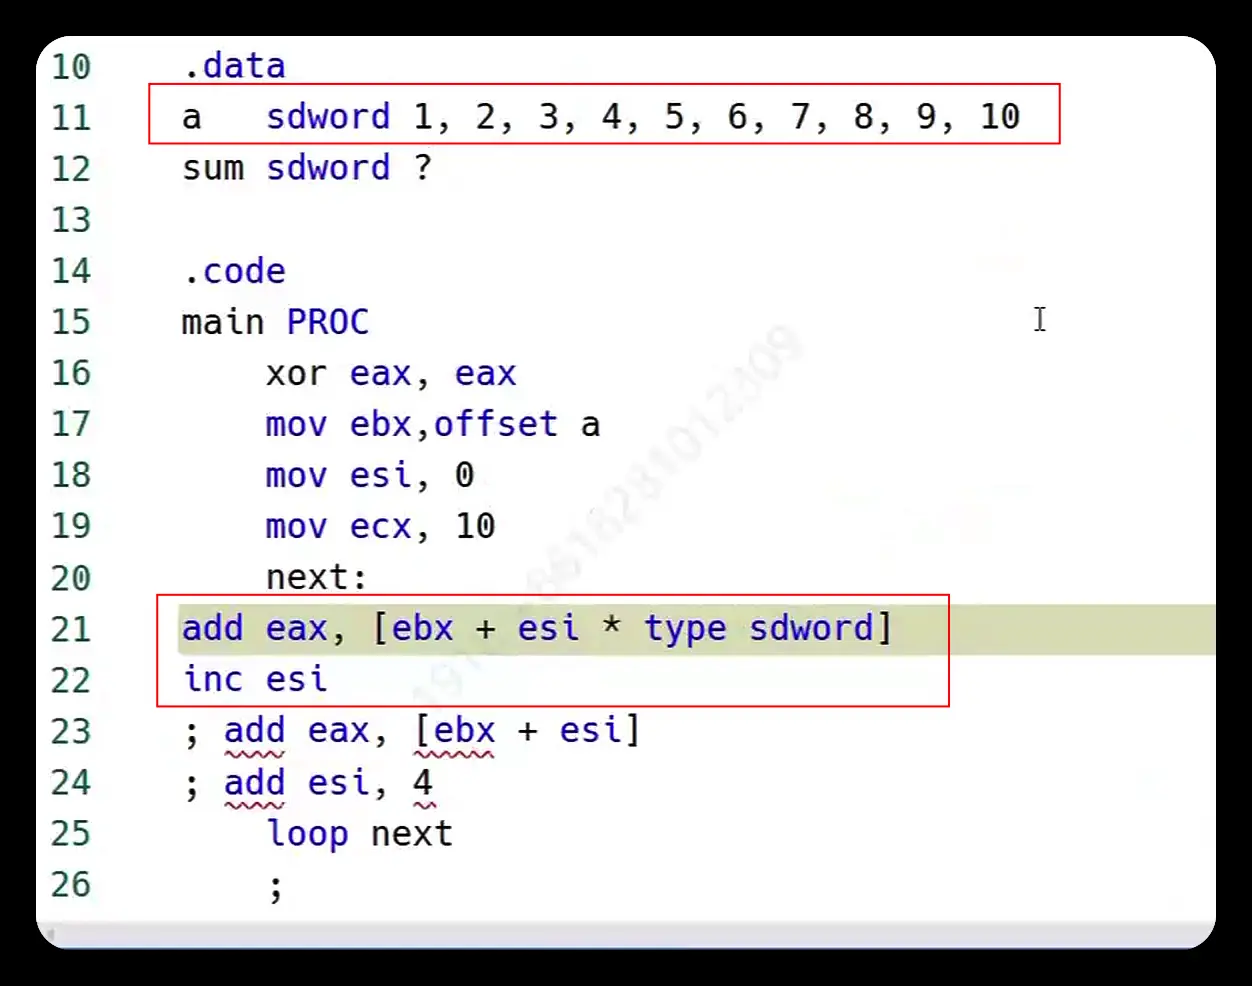 10 .data
11 a sdword 1, 2, 3, 4, 5, 6, 7, 8, 9, 10
12 sum sdword ?
13
14 .code
15 main PROC
16 xor eax, eax
17 mov ebx,offset a
18 mov esi, 0
19 mov ecx, 10
20 next:
21 add eax, [ebx + esi * type sdword]
22 inc esi
23 ; add eax, [ebx + esi]
24 ; add esi, 4
25 loop next
26 ;